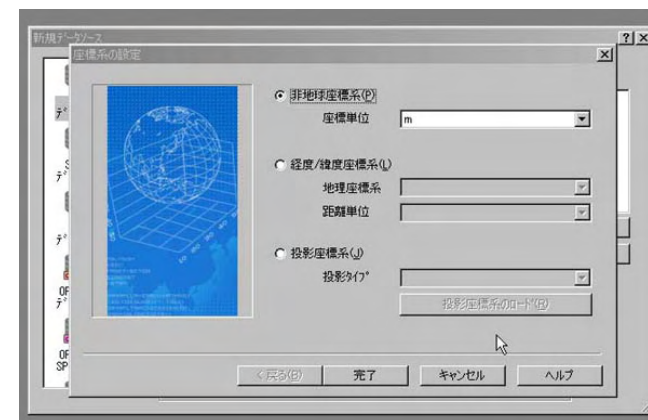 新規データソース
座標系の設定
非地球座標系(P)
座標単位 m
経度/緯度座標系(L)
地理座標系
距離単位
投影座標系(J)
投影ﾀｲﾌﾟ
投影座標系のﾛｰﾄﾞ(R)
< 戻る(B) 完了 キャンセル ヘルプ